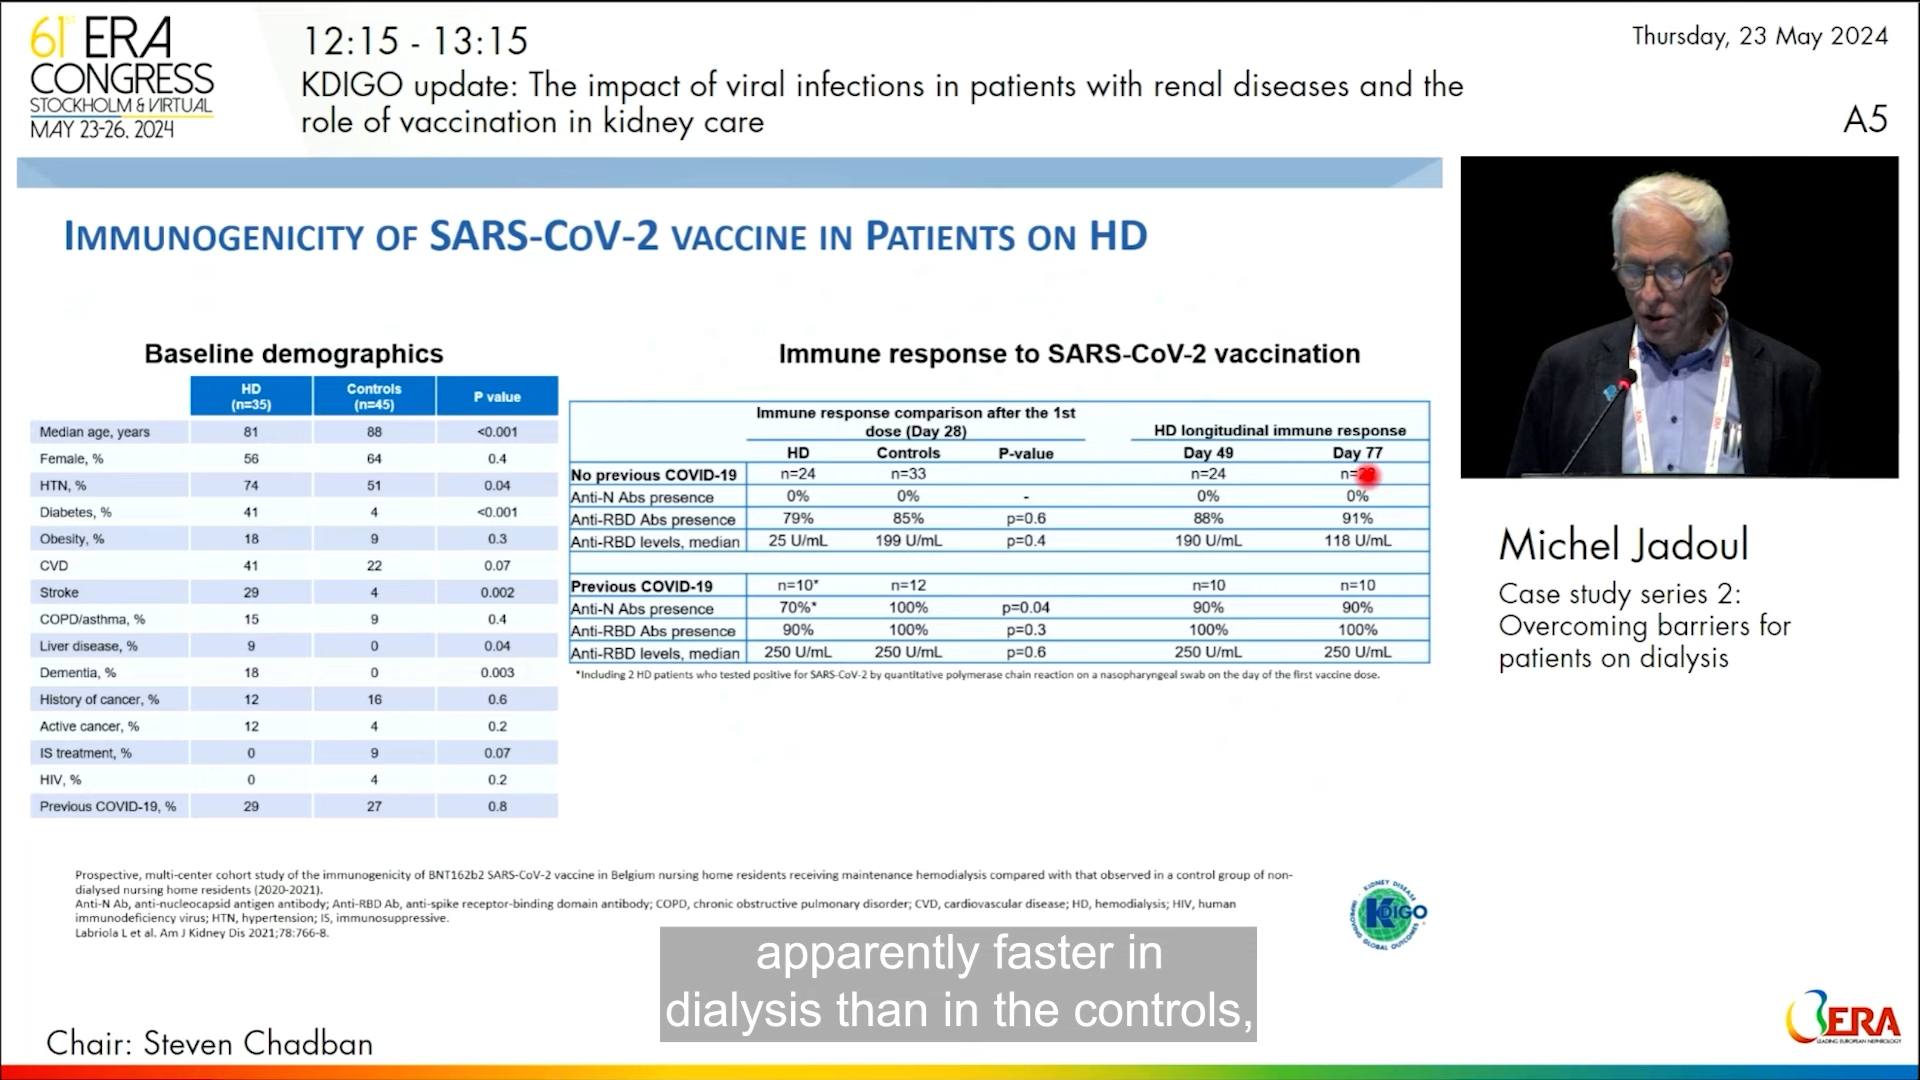 61st ERA
CONGRESS
STOCKHOLM & VIRTUAL
MAY 23-26, 2024
12:15 - 13:15
KDIGO update: The impact of viral infections in patients with renal diseases and the
role of vaccination in kidney care
Thursday, 23 May 2024
A5
IMMUNOGENICITY OF SARS-COV-2 VACCINE IN PATIENTS ON HD
Baseline demographics
HD (n=35) Controls (n=45) P value
Median age, years 81 88 <0.001
Female, % 56 64 0.4
HTN, % 74 51 0.04
Diabetes, % 41 4 <0.001
Obesity, % 18 9 0.3
CVD 41 22 0.07
Stroke 29 4 0.002
COPD/asthma, % 15 9 0.4
Liver disease, % 9 0 0.04
Dementia, % 18 0 0.003
History of cancer, % 12 16 0.6
Active cancer, % 12 4 0.2
IS treatment, % 0 9 0.07
HIV, % 0 4 0.2
Previous COVID-19, % 29 27 0.8
Immune response to SARS-CoV-2 vaccination
Immune response comparison after the 1st
dose (Day 28)
HD longitudinal immune response
HD Controls P-value Day 49 Day 77
No previous COVID-19 n=24 n=33 n=24 n=
Anti-N Abs presence 0% 0% - 0% 0%
Anti-RBD Abs presence 79% 85% p=0.6 88% 91%
Anti-RBD levels, median 25 U/mL 199 U/mL p=0.4 190 U/mL 118 U/mL
Previous COVID-19 n=10* n=12 n=10 n=10
Anti-N Abs presence 70%* 100% p=0.04 90% 90%
Anti-RBD Abs presence 90% 100% p=0.3 100% 100%
Anti-RBD levels, median 250 U/mL 250 U/mL p=0.6 250 U/mL 250 U/mL
*Including 2 HD patients who tested positive for SARS-CoV-2 by quantitative polymerase chain reaction on a nasopharyngeal swab on the day of the first vaccine dose.
Prospective, multi-center cohort study of the immunogenicity of BNT162b2 SARS-CoV-2 vaccine in Belgium nursing home residents receiving maintenance hemodialysis compared with that observed in a control group of non-
dialysed nursing home residents (2020-2021).
Anti-N Ab, anti-nucleocapsid antigen antibody; Anti-RBD Ab, anti-spike receptor-binding domain antibody; COPD, chronic obstructive pulmonary disorder; CVD, cardiovascular disease; HD, hemodialysis; HIV, human
immunodeficiency virus; HTN, hypertension; IS, immunosuppressive.
Labriola L et al. Am J Kidney Dis 2021;78:766-8.
KIDNEY DISEASE
KDIGO
IMPROVING GLOBAL OUTCOMES
Michel Jadoul
Case study series 2:
Overcoming barriers for
patients on dialysis
apparently faster in
dialysis than in the controls,
Chair: Steven Chadban
ERA
LEADING EUROPEAN NEPHROLOGY